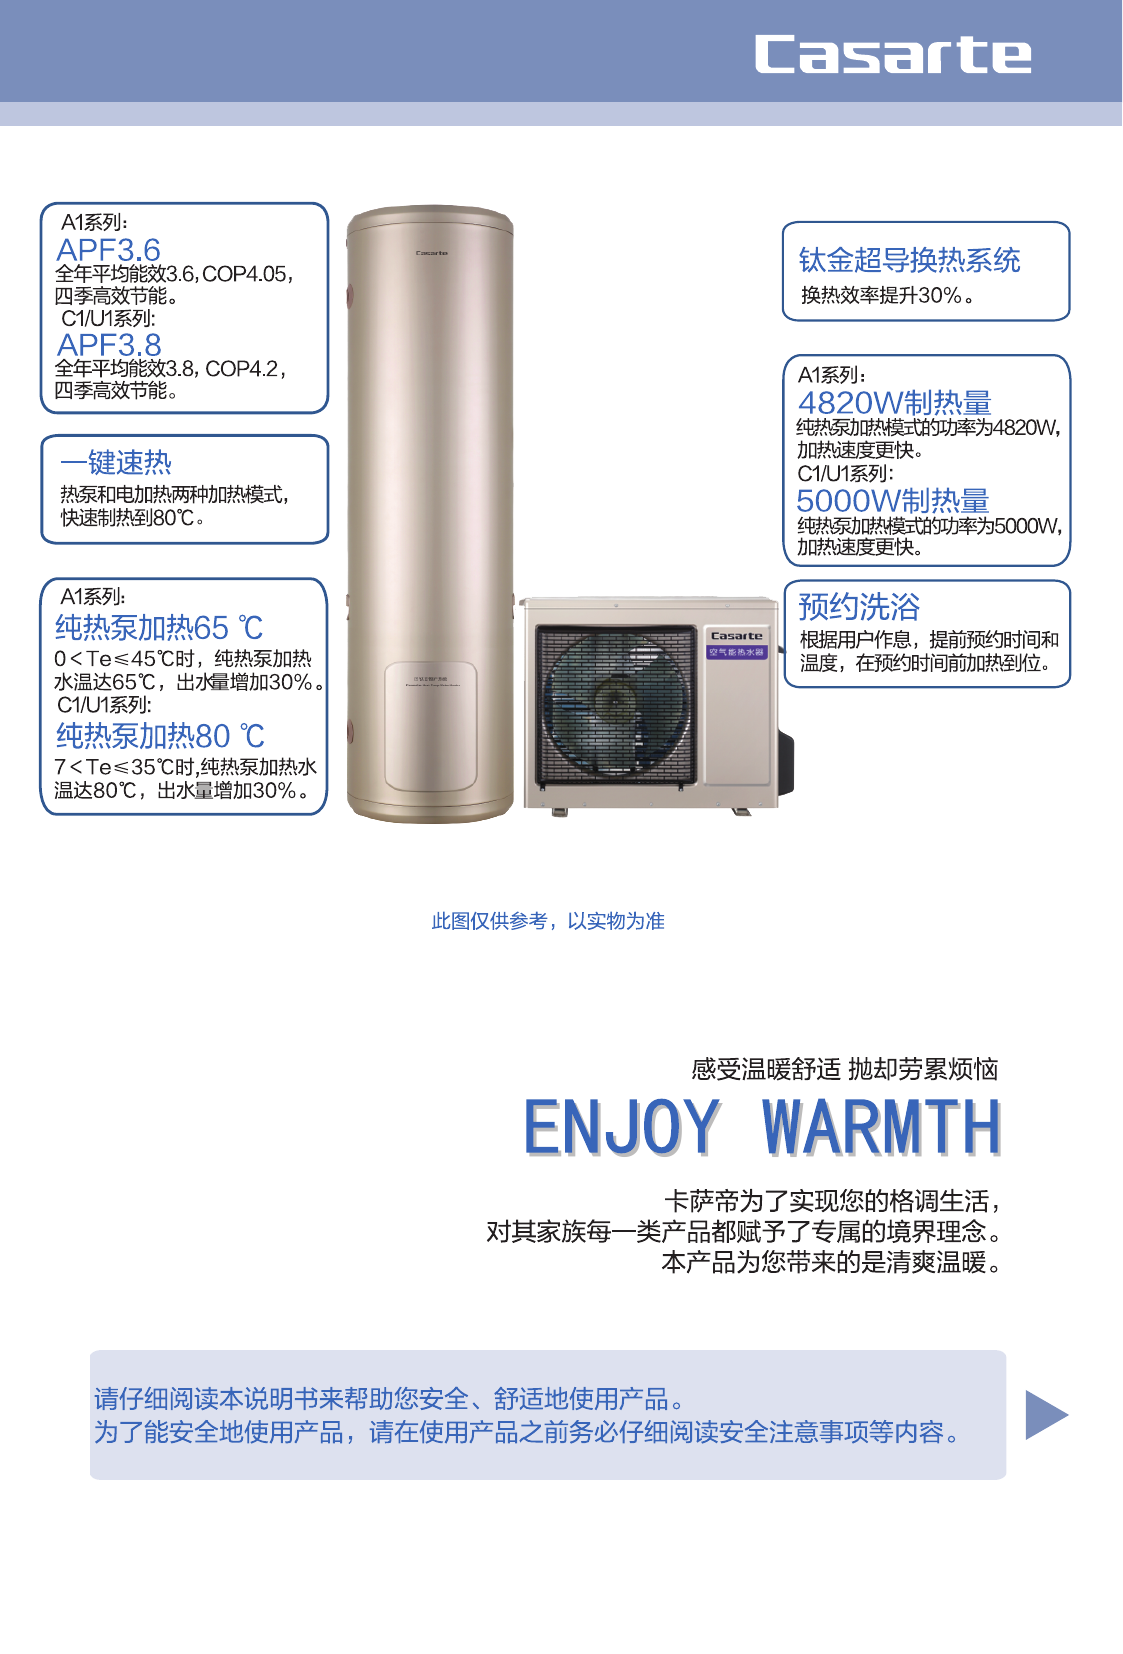 Casarte
A1系列：
APF3.6
全年平均能效3.6，COP4.05，
四季高效节能。
C1/U1系列:
APF3.8
全年平均能效3.8，COP4.2，
四季高效节能。
一键速热
热泵和电加热两种加热模式，
快速制热到80℃。
A1系列：
纯热泵加热65 ℃
0＜Te≤45℃时，纯热泵加热
水温达65℃，出水量增加30%。
C1/U1系列:
纯热泵加热80 ℃
7＜Te≤35℃时,纯热泵加热水
温达80℃，出水量增加30%。
Casarte
Casarte
空气能热水器
钛金超导换热系统
换热效率提升30%。
A1系列：
4820W制热量
纯热泵加热模式的功率为4820W，
加热速度更快。
C1/U1系列：
5000W制热量
纯热泵加热模式的功率为5000W，
加热速度更快。
预约洗浴
根据用户作息，提前预约时间和
温度，在预约时间前加热到位。
此图仅供参考，以实物为准
感受温暖舒适 抛却劳累烦恼
ENJOY WARMTH
卡萨帝为了实现您的格调生活，
对其家族每一类产品都赋予了专属的境界理念。
本产品为您带来的是清爽温暖。
请仔细阅读本说明书来帮助您安全、舒适地使用产品。
为了能安全地使用产品，请在使用产品之前务必仔细阅读安全注意事项等内容。